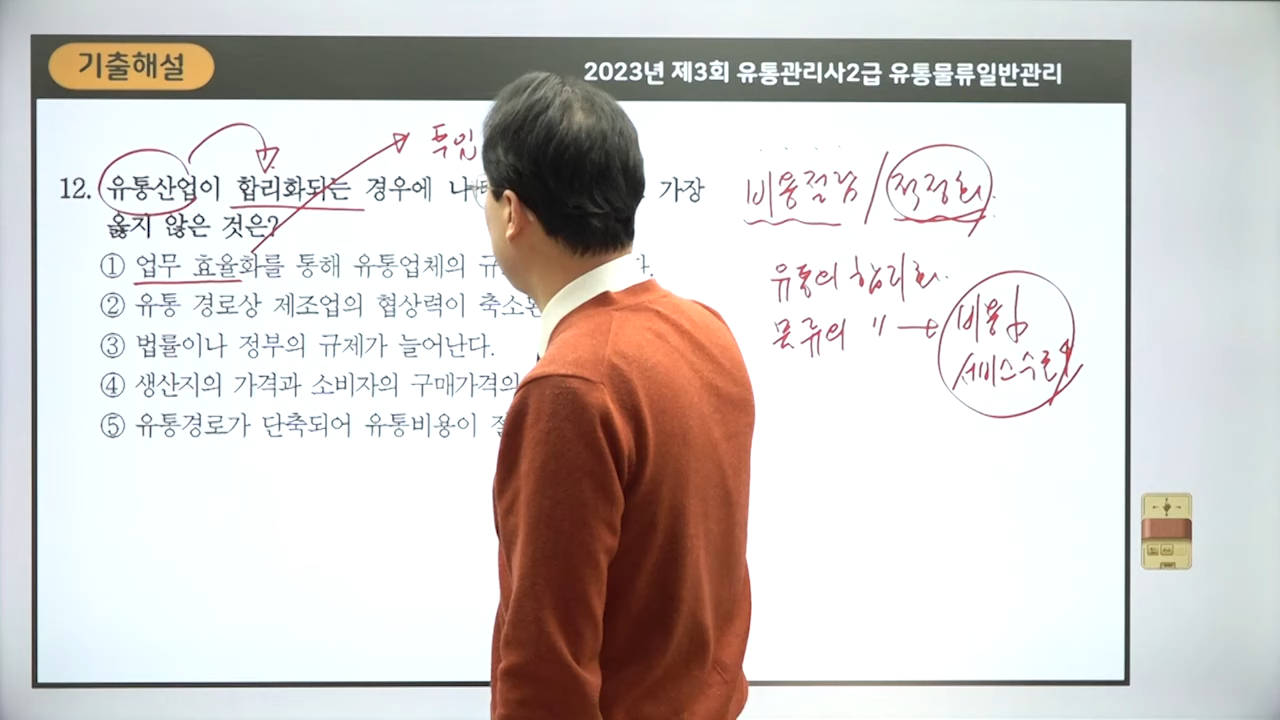 기출해설
2023년 제3회 유통관리사2급 유통물류일반관리
투입
12. 유통산업이 합리화되는 경우에 나 가장
옳지 않은 것은?
① 업무 효율화를 통해 유통업체의 다.
② 유통 경로상 제조업의 협상력이 축소
③ 법률이나 정부의 규제가 늘어난다.
④ 생산지의 가격과 소비자의 구매가격의
⑤ 유통경로가 단축되어 유통비용이
비용절감 / 적정화
유통의 합리화
물류의 〃 → 비용↓
서비스수준↑